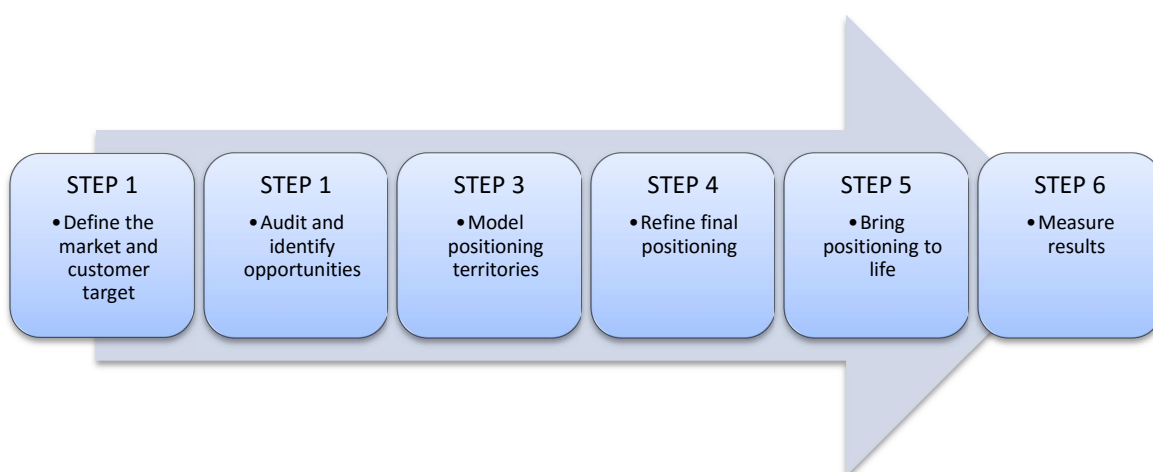 STEP 1
• Define the
market and
customer
target
STEP 1
• Audit and
identify
opportunities
STEP 3
• Model
positioning
territories
STEP 4
• Refine final
positioning
STEP 5
• Bring
positioning to
life
STEP 6
• Measure
results